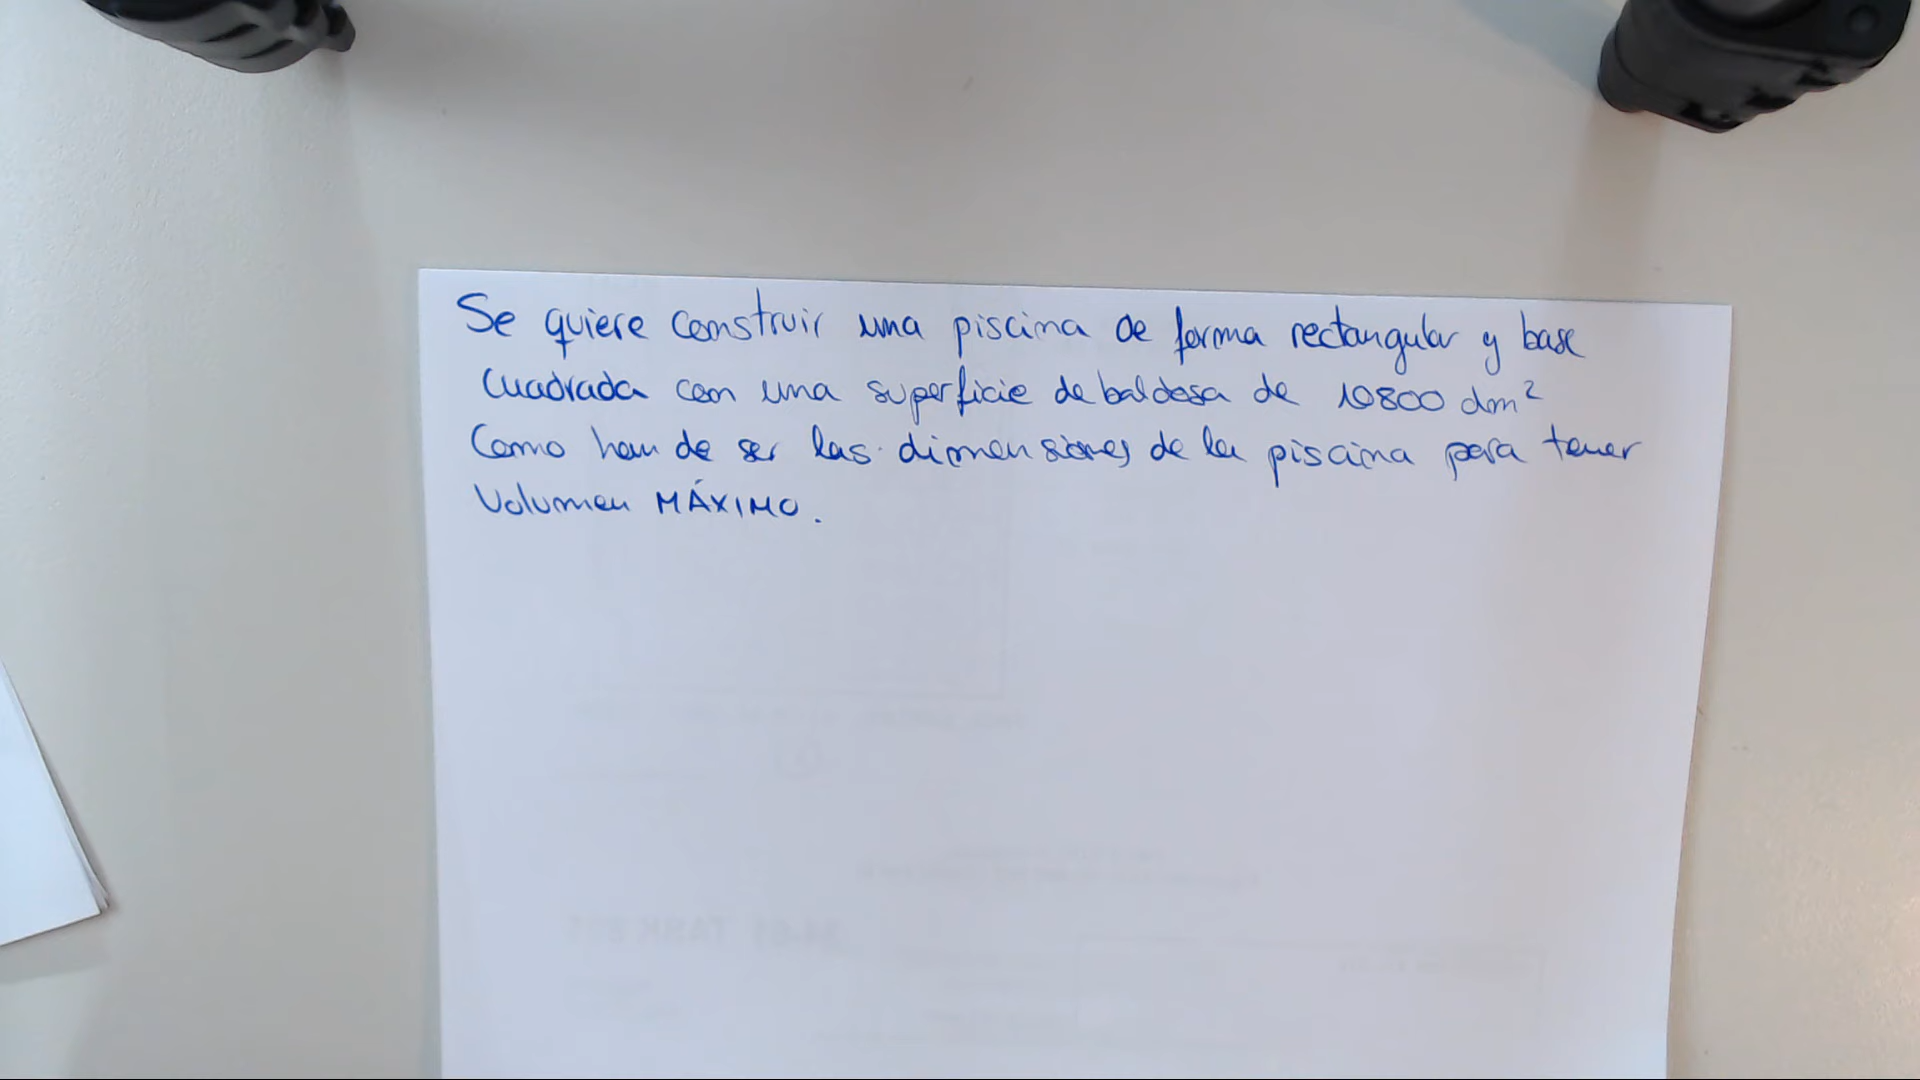 Se quiere construir una piscina de forma rectangular y base
cuadrada con una superficie de baldosa de 10800 dm²
Como han de ser las dimensiones de la piscina para tener
Volumen MÁXIMO.